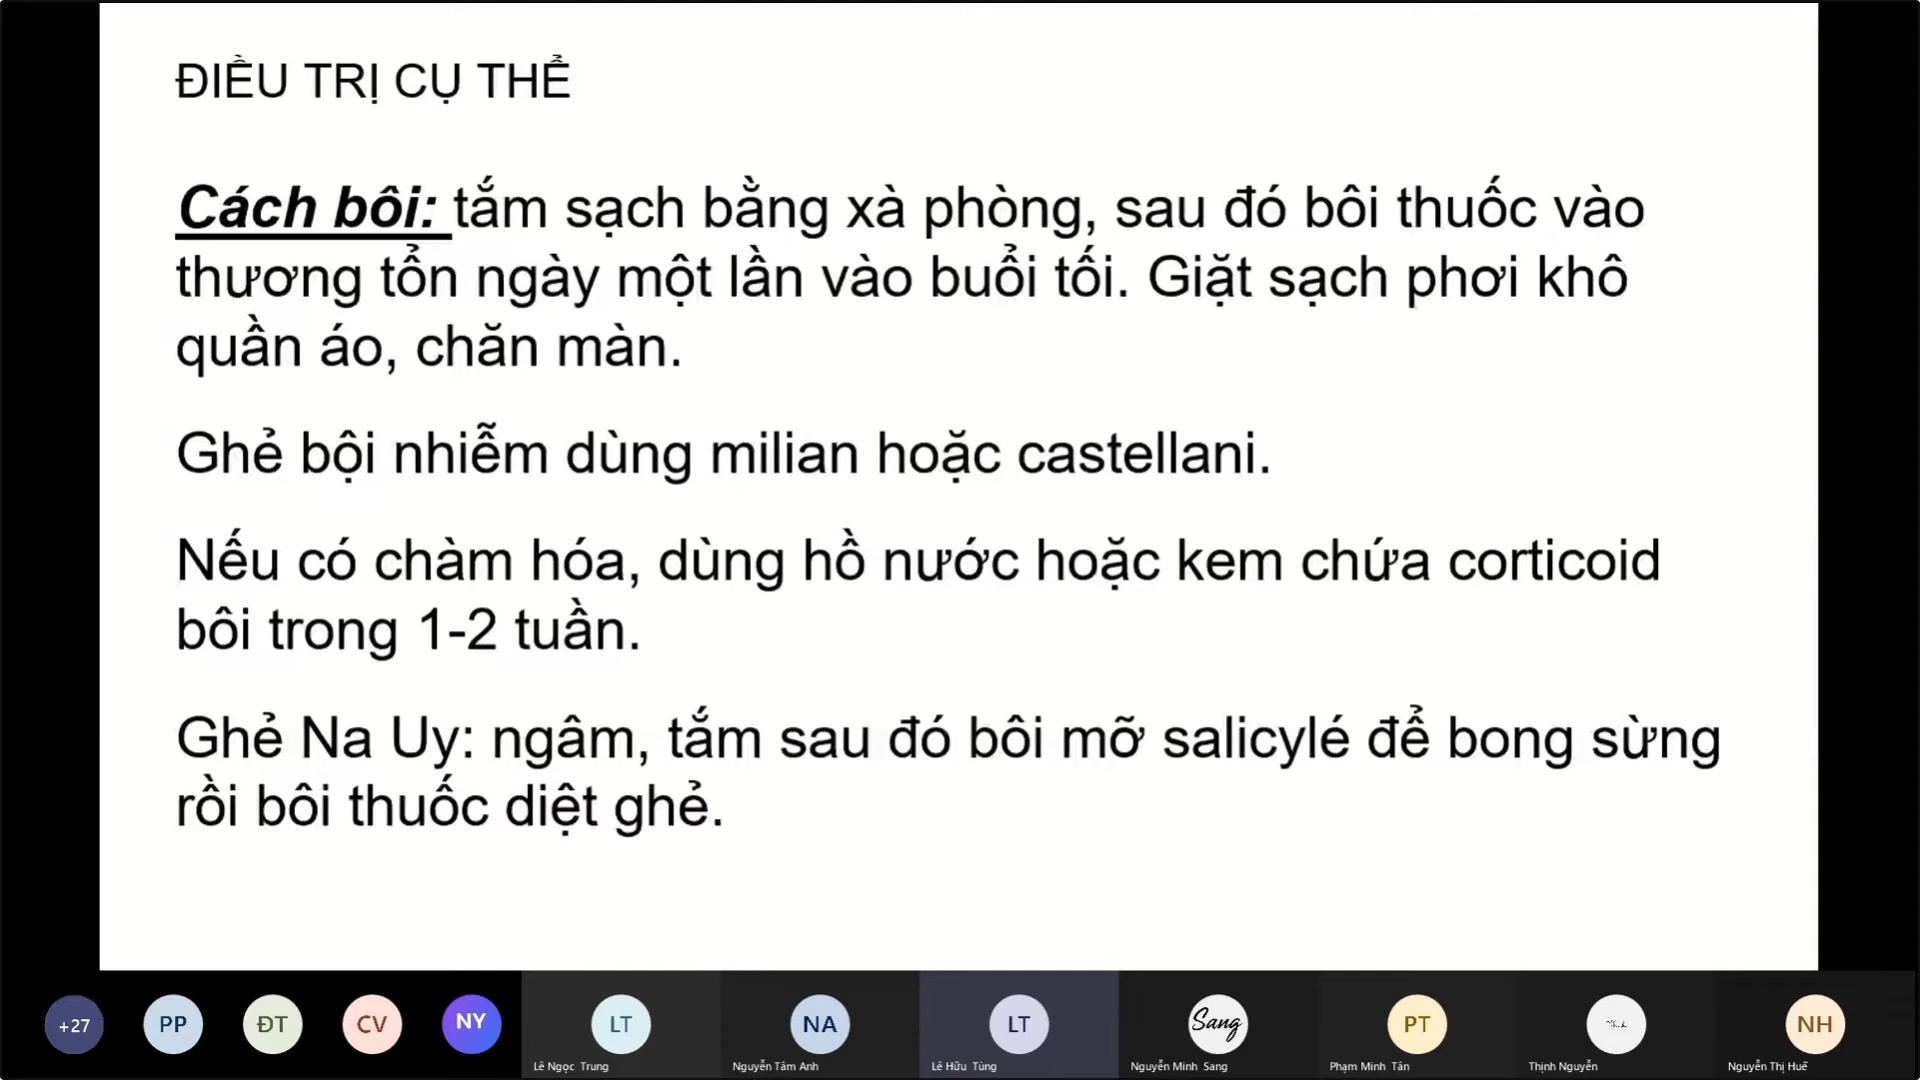 ĐIỀU TRỊ CỤ THỂ
Cách bôi: tắm sạch bằng xà phòng, sau đó bôi thuốc vào
thương tổn ngày một lần vào buổi tối. Giặt sạch phơi khô
quần áo, chăn màn.
Ghẻ bội nhiễm dùng milian hoặc castellani.
Nếu có chàm hóa, dùng hồ nước hoặc kem chứa corticoid
bôi trong 1-2 tuần.
Ghẻ Na Uy: ngâm, tắm sau đó bôi mỡ salicylé để bong sừng
rồi bôi thuốc diệt ghẻ.
+27 PP ĐT CV NY LT NA LT Sang PT NH
Lê Ngọc Trung Nguyễn Tâm Anh Lê Hữu Tùng Nguyễn Minh Sang Phạm Minh Tân Thịnh Nguyễn Nguyễn Thị Huế